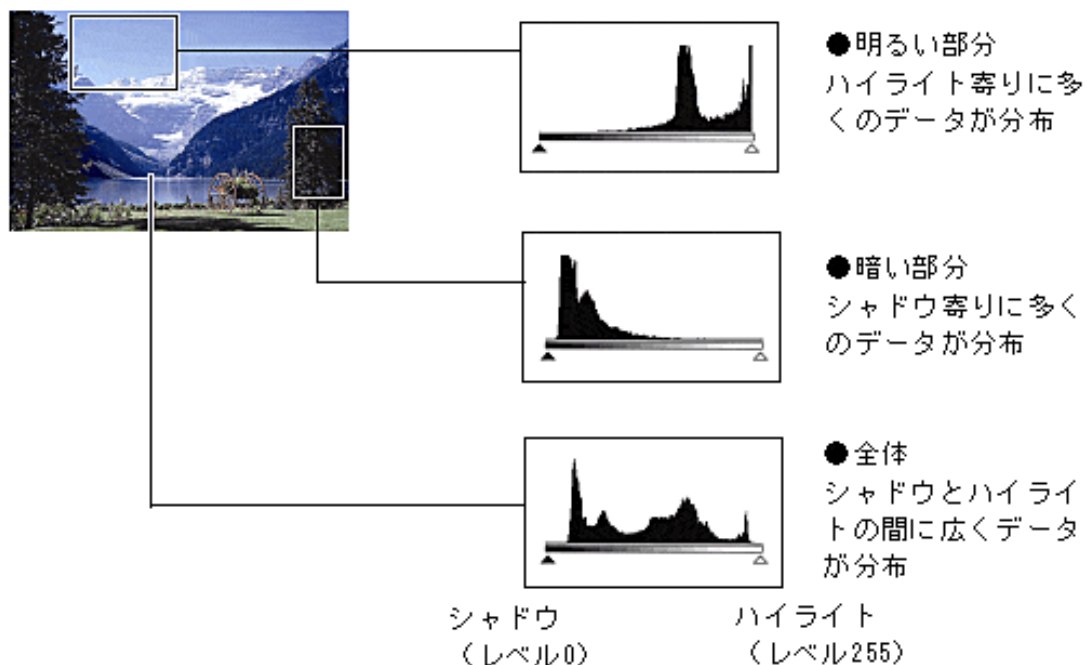 ●明るい部分
ハイライト寄りに多
くのデータが分布
●暗い部分
シャドウ寄りに多く
のデータが分布
●全体
シャドウとハイライ
トの間に広くデータ
が分布
シャドウ
（レベル0）
ハイライト
（レベル255）